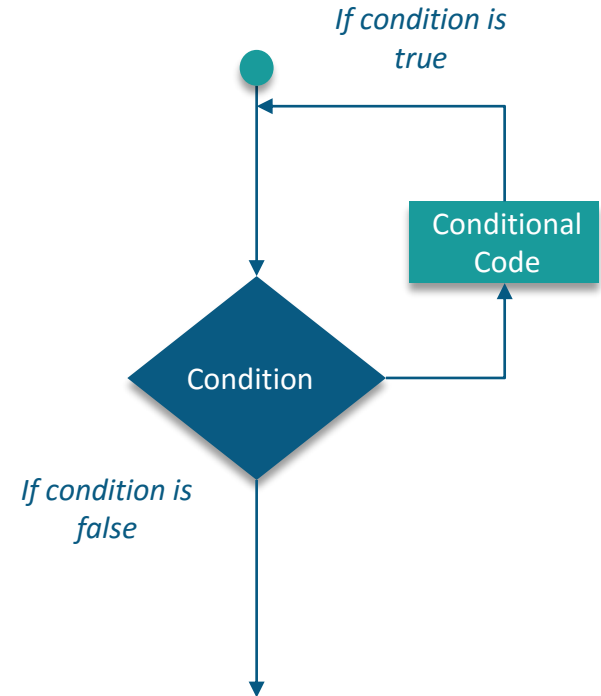 If condition is
true
Conditional
Code
Condition
If condition is
false